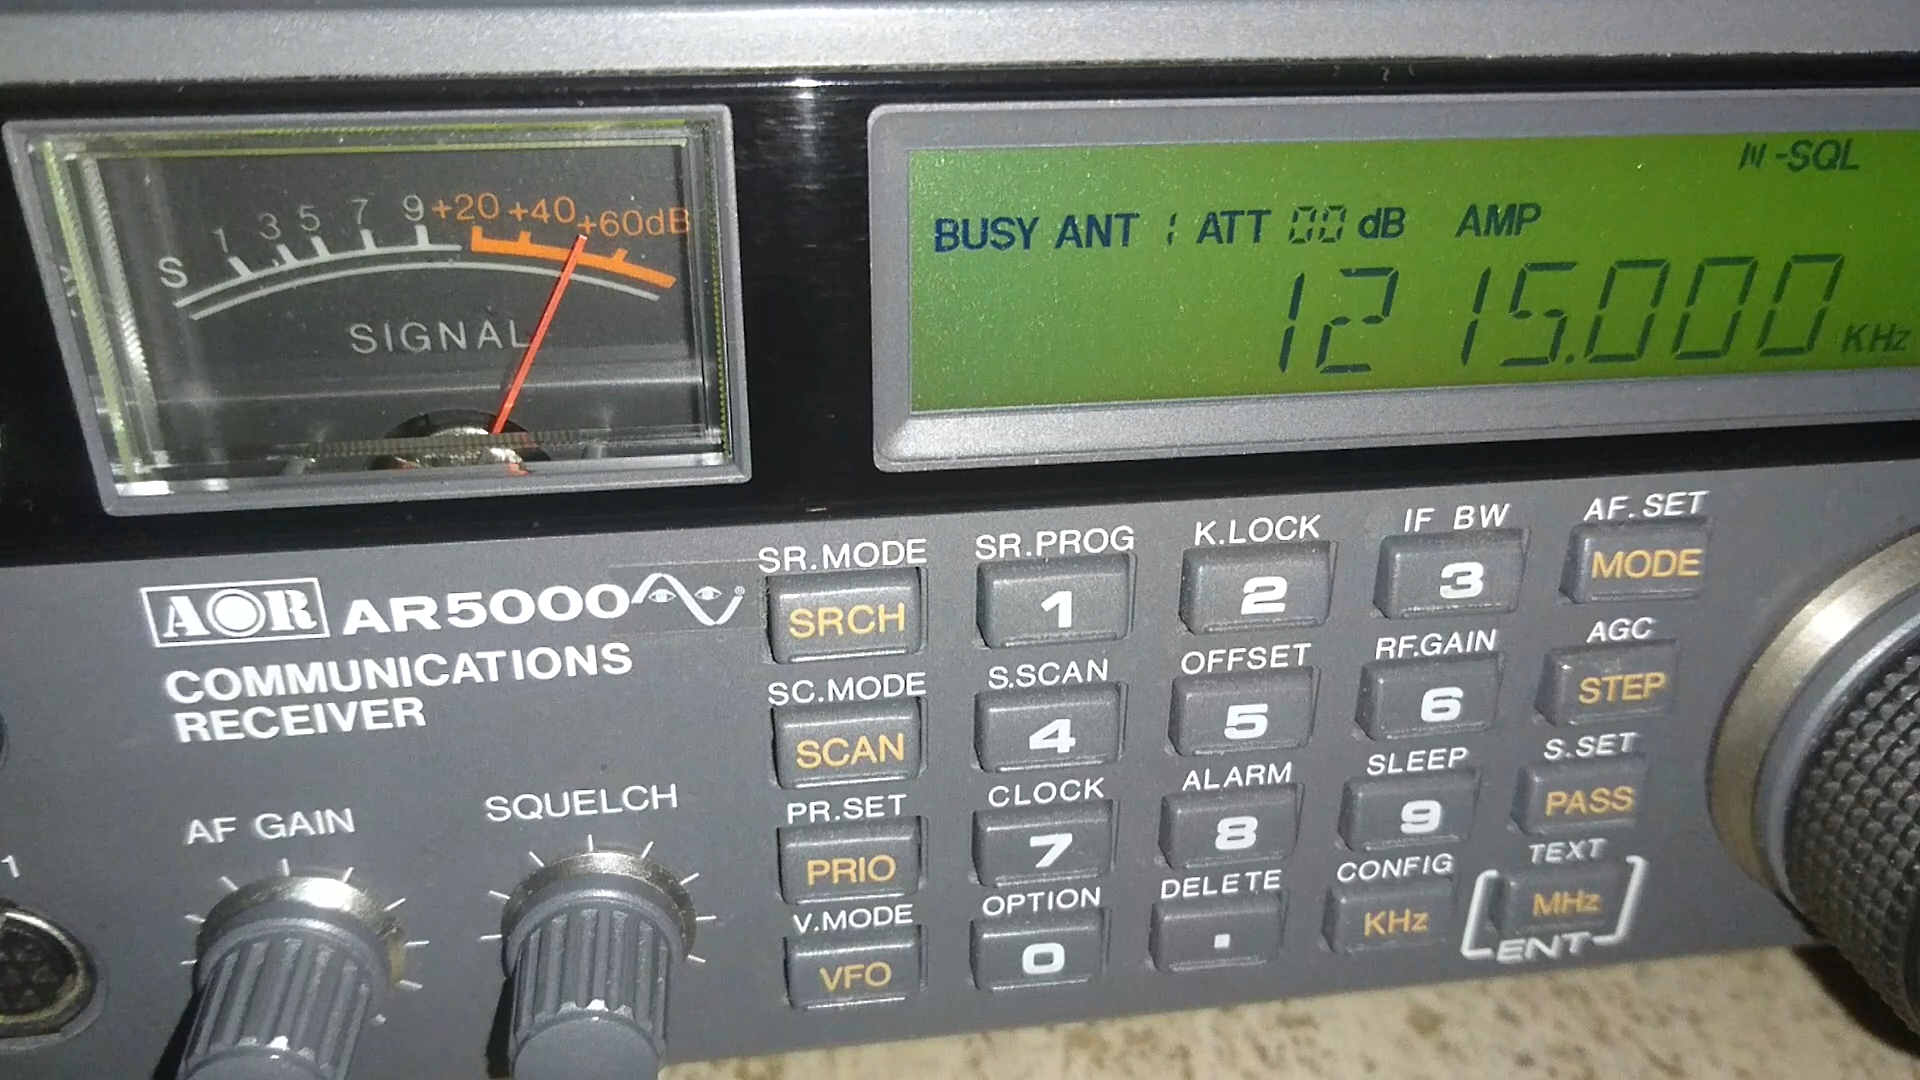 S 1 3 5 7 9 +20 +40 +60dB
SIGNAL
N-SQL
BUSY ANT 1 ATT 00 dB AMP
1215.000 KHz
AOR AR5000
COMMUNICATIONS
RECEIVER
AF GAIN
SQUELCH
1
SR.MODE SR.PROG K.LOCK IF BW AF.SET
SRCH 1 2 3 MODE
SC.MODE S.SCAN OFFSET RF.GAIN AGC
SCAN 4 5 6 STEP
PR.SET CLOCK ALARM SLEEP S.SET
PRIO 7 8 9 PASS
V.MODE OPTION DELETE CONFIG TEXT
VFO 0 . KHz MHz
ENT